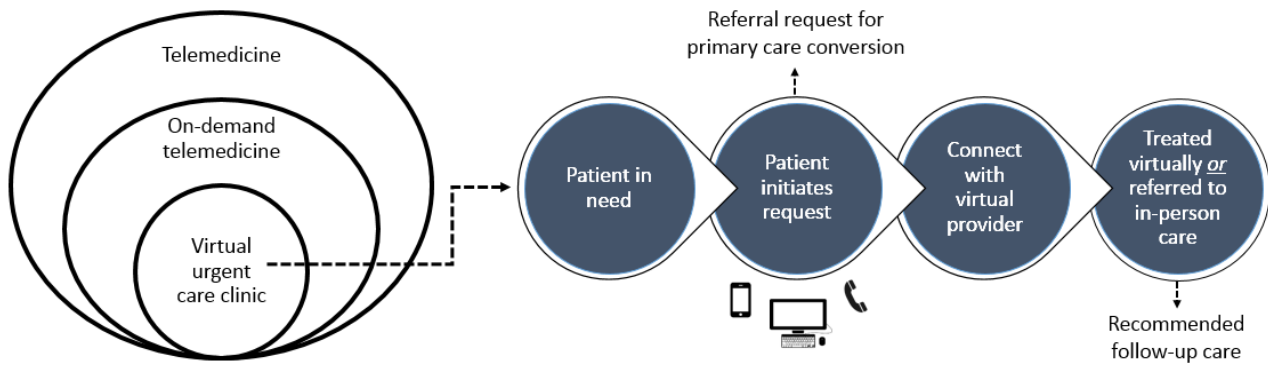 Telemedicine
On-demand
telemedicine
Virtual
urgent
care clinic
Referral request for
primary care conversion
Patient in
need
Patient
initiates
request
Connect
with
virtual
provider
Treated
virtually or
referred to
in-person
care
Recommended
follow-up care